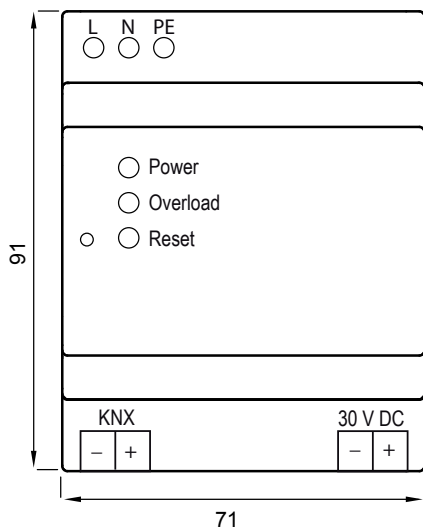 L N PE
Power
Overload
Reset
91
KNX 30 V DC
− + − +
71